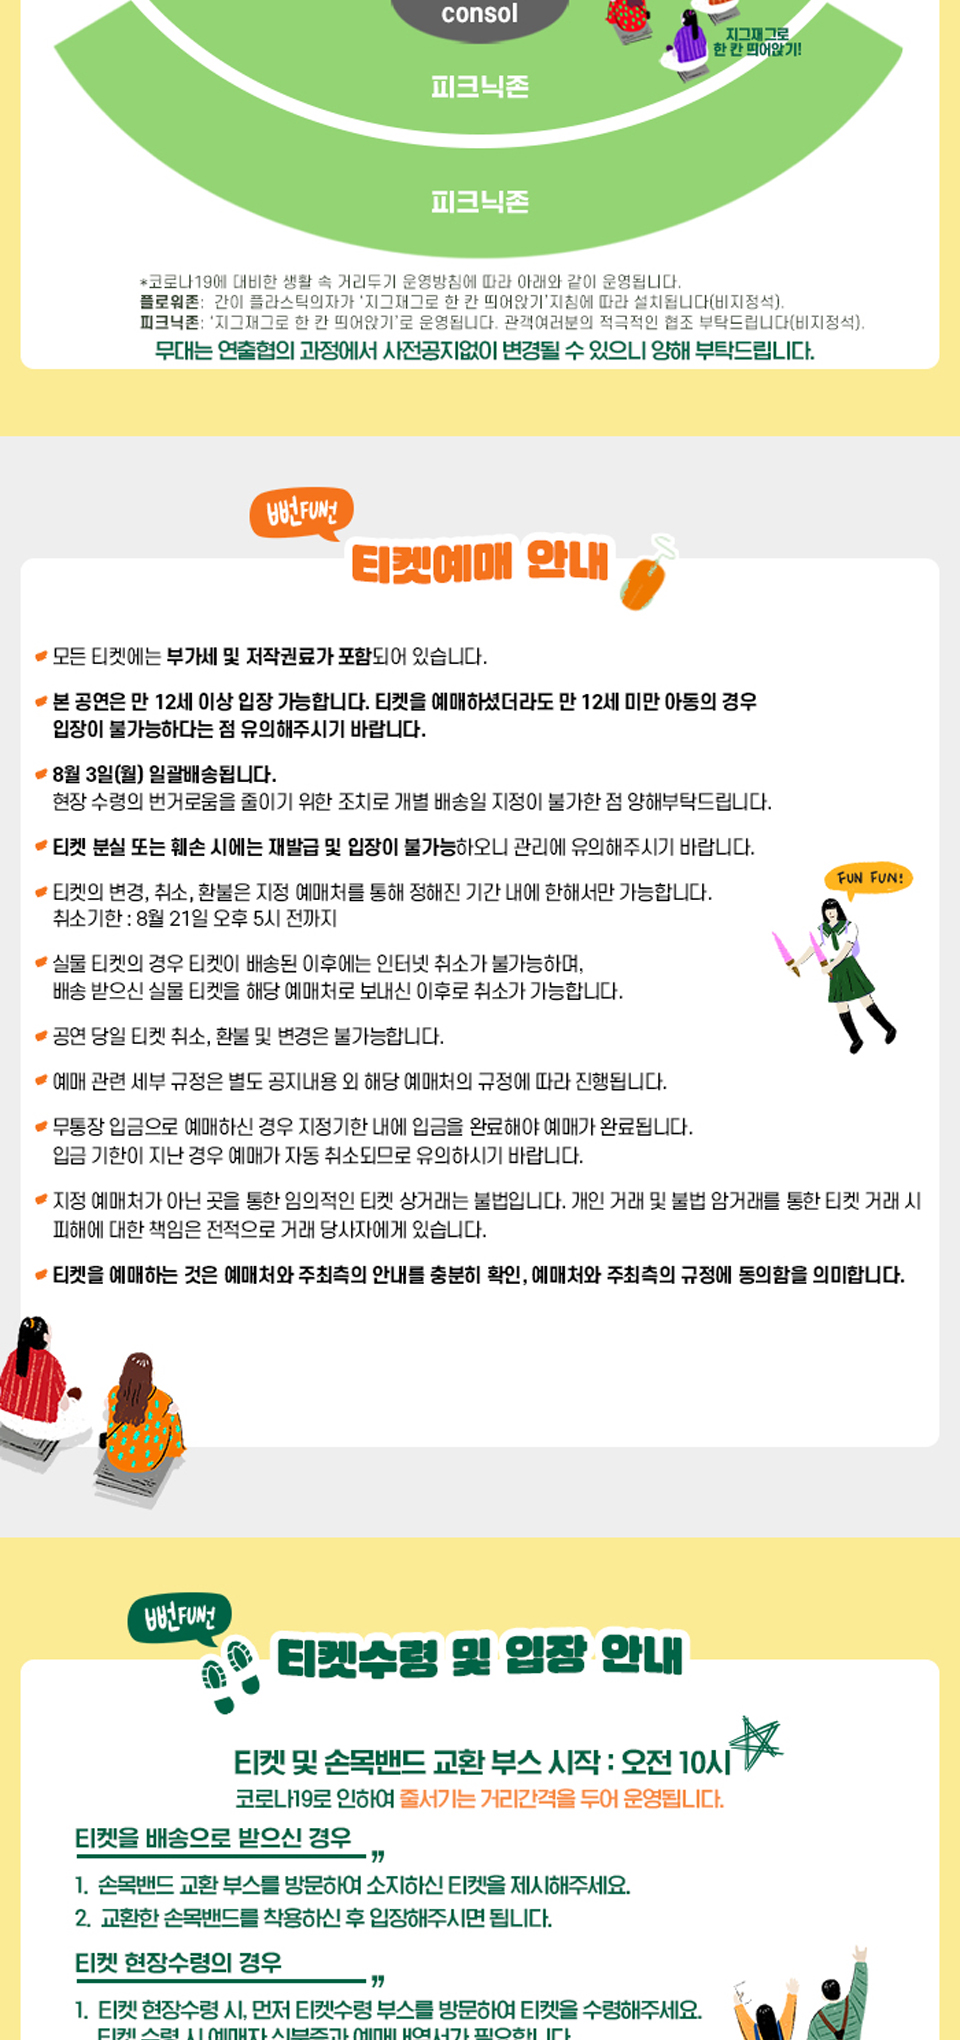 consol
지그재그로
한 칸 띄어앉기!
피크닉존
피크닉존
*코로나19에 대비한 생활 속 거리두기 운영방침에 따라 아래와 같이 운영됩니다.
플로워존: 간이 플라스틱의자가 '지그재그로 한 칸 띄어앉기'지침에 따라 설치됩니다(비지정석).
피크닉존: '지그재그로 한 칸 띄어앉기'로 운영됩니다. 관객여러분의 적극적인 협조 부탁드립니다(비지정석).
무대는 연출협의 과정에서 사전공지없이 변경될 수 있으니 양해 부탁드립니다.
뻔FUN선
티켓예매 안내
모든 티켓에는 부가세 및 저작권료가 포함되어 있습니다.
본 공연은 만 12세 이상 입장 가능합니다. 티켓을 예매하셨더라도 만 12세 미만 아동의 경우
입장이 불가능하다는 점 유의해주시기 바랍니다.
8월 3일(월) 일괄배송됩니다.
현장 수령의 번거로움을 줄이기 위한 조치로 개별 배송일 지정이 불가한 점 양해부탁드립니다.
티켓 분실 또는 훼손 시에는 재발급 및 입장이 불가능하오니 관리에 유의해주시기 바랍니다.
티켓의 변경, 취소, 환불은 지정 예매처를 통해 정해진 기간 내에 한해서만 가능합니다.
취소기한 : 8월 21일 오후 5시 전까지
FUN FUN!
실물 티켓의 경우 티켓이 배송된 이후에는 인터넷 취소가 불가능하며,
배송 받으신 실물 티켓을 해당 예매처로 보내신 이후로 취소가 가능합니다.
공연 당일 티켓 취소, 환불 및 변경은 불가능합니다.
예매 관련 세부 규정은 별도 공지내용 외 해당 예매처의 규정에 따라 진행됩니다.
무통장 입금으로 예매하신 경우 지정기한 내에 입금을 완료해야 예매가 완료됩니다.
입금 기한이 지난 경우 예매가 자동 취소되므로 유의하시기 바랍니다.
지정 예매처가 아닌 곳을 통한 임의적인 티켓 상거래는 불법입니다. 개인 거래 및 불법 암거래를 통한 티켓 거래 시
피해에 대한 책임은 전적으로 거래 당사자에게 있습니다.
티켓을 예매하는 것은 예매처와 주최측의 안내를 충분히 확인, 예매처와 주최측의 규정에 동의함을 의미합니다.
뻔FUN선
티켓수령 및 입장 안내
티켓 및 손목밴드 교환 부스 시작 : 오전 10시
코로나19로 인하여 줄서기는 거리간격을 두어 운영됩니다.
티켓을 배송으로 받으신 경우
1. 손목밴드 교환 부스를 방문하여 소지하신 티켓을 제시해주세요.
2. 교환한 손목밴드를 착용하신 후 입장해주시면 됩니다.
티켓 현장수령의 경우
1. 티켓 현장수령 시, 먼저 티켓수령 부스를 방문하여 티켓을 수령해주세요.
티켓 수령 시 예매자 신분증과 예매내역서가 필요합니다.